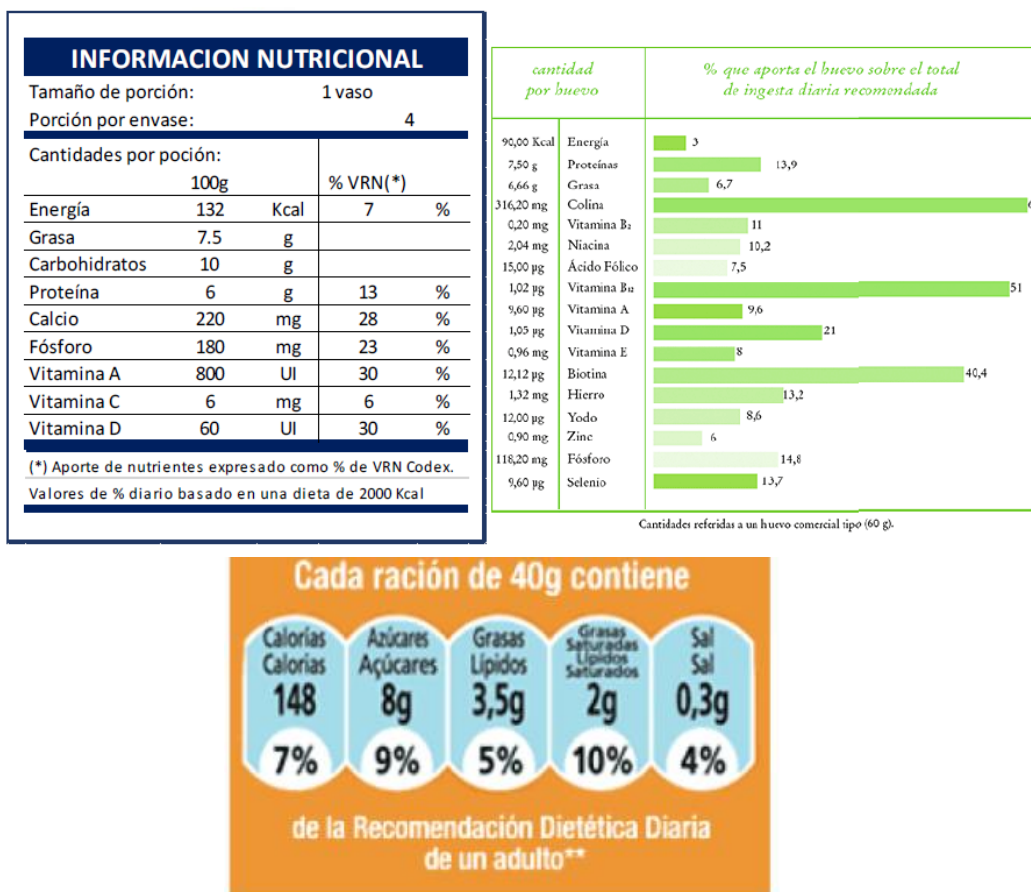 INFORMACION NUTRICIONAL
Tamaño de porción: 1 vaso
Porción por envase: 4
Cantidades por poción:
100g % VRN(*)
Energía 132 Kcal 7 %
Grasa 7.5 g
Carbohidratos 10 g
Proteína 6 g 13 %
Calcio 220 mg 28 %
Fósforo 180 mg 23 %
Vitamina A 800 UI 30 %
Vitamina C 6 mg 6 %
Vitamina D 60 UI 30 %
(*) Aporte de nutrientes expresado como % de VRN Codex.
Valores de % diario basado en una dieta de 2000 Kcal
cantidad
por huevo
% que aporta el huevo sobre el total
de ingesta diaria recomendada
90,00 Kcal Energía 3
7,50 g Proteínas 13,9
6,66 g Grasa 6,7
316,20 mg Colina
0,20 mg Vitamina B₂ 11
2,04 mg Niacina 10,2
15,00 µg Ácido Fólico 7,5
1,02 µg Vitamina B₁₂ 51
9,60 µg Vitamina A 9,6
1,05 µg Vitamina D 21
0,96 mg Vitamina E 8
12,12 µg Biotina 40,4
1,32 mg Hierro 13,2
12,00 µg Yodo 8,6
0,90 mg Zinc 6
118,20 mg Fósforo 14,8
9,60 µg Selenio 13,7
Cantidades referidas a un huevo comercial tipo (60 g).
Cada ración de 40g contiene
Calorías
Calorias
148
7%
Azúcares
Açúcares
8g
9%
Grasas
Lípidos
3,5g
5%
Grasas
Saturadas
Lípidos
Saturados
2g
10%
Sal
Sal
0,3g
4%
de la Recomendación Dietética Diaria
de un adulto**